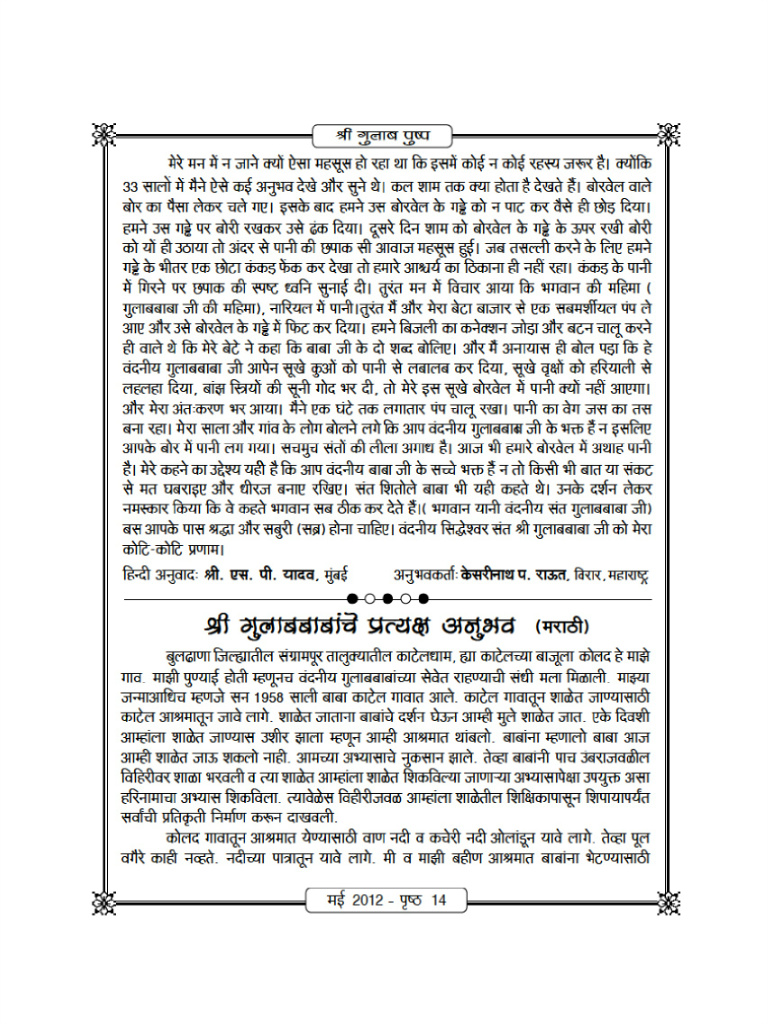 श्री गुलाब पुष्प
मेरे मन में न जाने क्यों ऐसा महसूस हो रहा था कि इसमें कोई न कोई रहस्य जरूर है। क्योंकि
33 सालों में मैने ऐसे कई अनुभव देखे और सुने थे। कल शाम तक क्या होता है देखते हैं। बोरवेल वाले
बोर का पैसा लेकर चले गए। इसके बाद हमने उस बोरवेल के गड्ढे को न पाट कर वैसे ही छोड़ दिया।
हमने उस गड्ढे पर बोरी रखकर उसे ढंक दिया। दूसरे दिन शाम को बोरवेल के गड्ढे के ऊपर रखी बोरी
को यों ही उठाया तो अंदर से पानी की छपाक सी आवाज महसूस हुई। जब तसल्ली करने के लिए हमने
गड्ढे के भीतर एक छोटा कंकड़ फेंक कर देखा तो हमारे आश्चर्य का ठिकाना ही नहीं रहा। कंकड़ के पानी
में गिरने पर छपाक की स्पष्ट ध्वनि सुनाई दी। तुरंत मन में विचार आया कि भगवान की महिमा (
गुलाबबाबा जी की महिमा), नारियल में पानी।तुरंत मैं और मेरा बेटा बाजार से एक सबमर्शीयल पंप ले
आए और उसे बोरवेल के गड्ढे में फिट कर दिया। हमने बिजली का कनेक्शन जोड़ा और बटन चालू करने
ही वाले थे कि मेरे बेटे ने कहा कि बाबा जी के दो शब्द बोलिए। और मैं अनायास ही बोल पड़ा कि हे
वंदनीय गुलाबबाबा जी आपेन सूखे कुओं को पानी से लबालब कर दिया, सूखे वृक्षों को हरियाली से
लहलहा दिया, बांझ स्त्रियों की सूनी गोद भर दी, तो मेरे इस सूखे बोरवेल में पानी क्यों नहीं आएगा।
और मेरा अंतःकरण भर आया। मैने एक घंटे तक लगातार पंप चालू रखा। पानी का वेग जस का तस
बना रहा। मेरा साला और गांव के लोग बोलने लगे कि आप वंदनीय गुलाबबाबा जी के भक्त हैं न इसलिए
आपके बोर में पानी लग गया। सचमुच संतों की लीला अगाध है। आज भी हमारे बोरवेल में अथाह पानी
है। मेरे कहने का उद्देश्य यही है कि आप वंदनीय बाबा जी के सच्चे भक्त हैं न तो किसी भी बात या संकट
से मत घबराइए और धीरज बनाए रखिए। संत शितोले बाबा भी यही कहते थे। उनके दर्शन लेकर
नमस्कार किया कि वे कहते भगवान सब ठीक कर देते हैं।( भगवान यानी वंदनीय संत गुलाबबाबा जी)
बस आपके पास श्रद्धा और सबुरी (सब्र) होना चाहिए। वंदनीय सिद्धेश्वर संत श्री गुलाबबाबा जी को मेरा
कोटि-कोटि प्रणाम।
हिन्दी अनुवादः श्री. एस. पी. यादव, मुंबई अनुभवकर्ताः केसरीनाथ प. राऊत, विरार, महाराष्ट्र
श्री गुलाबबाबांचे प्रत्यक्ष अनुभव (मराठी)
बुलढाणा जिल्ह्यातील संग्रामपूर तालुक्यातील काटेलधाम, ह्या काटेलच्या बाजूला कोलद हे माझे
गाव. माझी पुण्याई होती म्हणूनच वंदनीय गुलाबबाबांच्या सेवेत राहण्याची संधी मला मिळाली. माझ्या
जन्माआधिच म्हणजे सन 1958 साली बाबा काटेल गावात आले. काटेल गावातून शाळेत जाण्यासाठी
काटेल आश्रमातून जावे लागे. शाळेत जाताना बाबांचे दर्शन घेऊन आम्ही मुले शाळेत जात. एके दिवशी
आम्हांला शाळेत जाण्यास उशीर झाला म्हणून आम्ही आश्रमात थांबलो. बाबांना म्हणालो बाबा आज
आम्ही शाळेत जाऊ शकलो नाही. आमच्या अभ्यासाचे नुकसान झाले. तेव्हा बाबांनी पाच उंबराजवळील
विहिरीवर शाळा भरवली व त्या शाळेत आम्हांला शाळेत शिकविल्या जाणाऱ्या अभ्यासापेक्षा उपयुक्त असा
हरिनामाचा अभ्यास शिकविला. त्यावेळेस विहीरीजवळ आम्हांला शाळेतील शिक्षिकापासून शिपायापर्यंत
सर्वांची प्रतिकृती निर्माण करून दाखवली.
कोलद गावातून आश्रमात येण्यासाठी वाण नदी व कचेरी नदी ओलांडून यावे लागे. तेव्हा पूल
वगैरे काही नव्हते. नदीच्या पात्रातून यावे लागे. मी व माझी बहीण आश्रमात बाबांना भेटण्यासाठी
मई 2012 - पृष्ठ 14